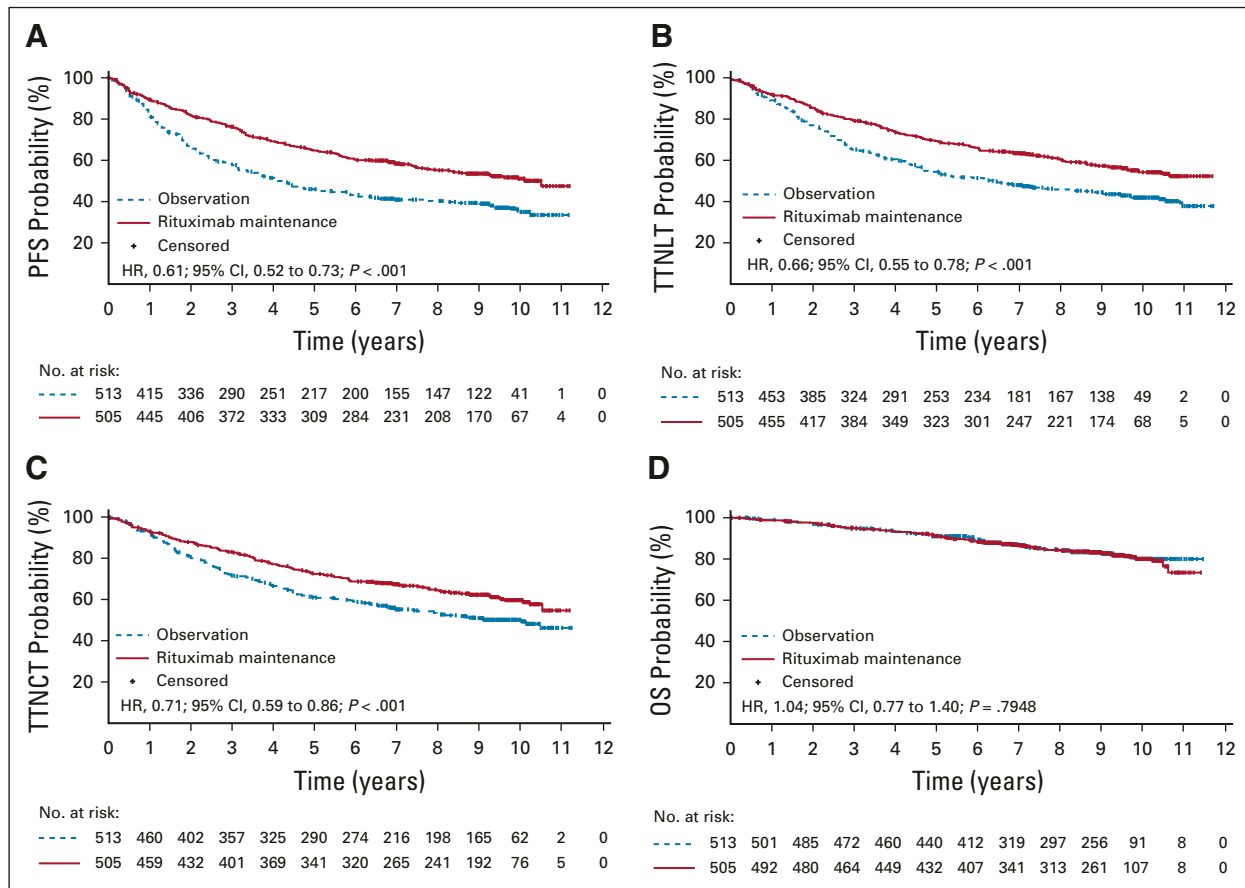 A
PFS Probability (%)
100
80
60
40
20
Observation
Rituximab maintenance
Censored
HR, 0.61; 95% CI, 0.52 to 0.73; P < .001
0 1 2 3 4 5 6 7 8 9 10 11 12
Time (years)
No. at risk:
513 415 336 290 251 217 200 155 147 122 41 1 0
505 445 406 372 333 309 284 231 208 170 67 4 0
B
TTNLT Probability (%)
100
80
60
40
20
Observation
Rituximab maintenance
Censored
HR, 0.66; 95% CI, 0.55 to 0.78; P < .001
0 1 2 3 4 5 6 7 8 9 10 11 12
Time (years)
No. at risk:
513 453 385 324 291 253 234 181 167 138 49 2 0
505 455 417 384 349 323 301 247 221 174 68 5 0
C
TTNCT Probability (%)
100
80
60
40
20
Observation
Rituximab maintenance
Censored
HR, 0.71; 95% CI, 0.59 to 0.86; P < .001
0 1 2 3 4 5 6 7 8 9 10 11 12
Time (years)
No. at risk:
513 460 402 357 325 290 274 216 198 165 62 2 0
505 459 432 401 369 341 320 265 241 192 76 5 0
D
OS Probability (%)
100
80
60
40
20
Observation
Rituximab maintenance
Censored
HR, 1.04; 95% CI, 0.77 to 1.40; P = .7948
0 1 2 3 4 5 6 7 8 9 10 11 12
Time (years)
No. at risk:
513 501 485 472 460 440 412 319 297 256 91 8 0
505 492 480 464 449 432 407 341 313 261 107 8 0